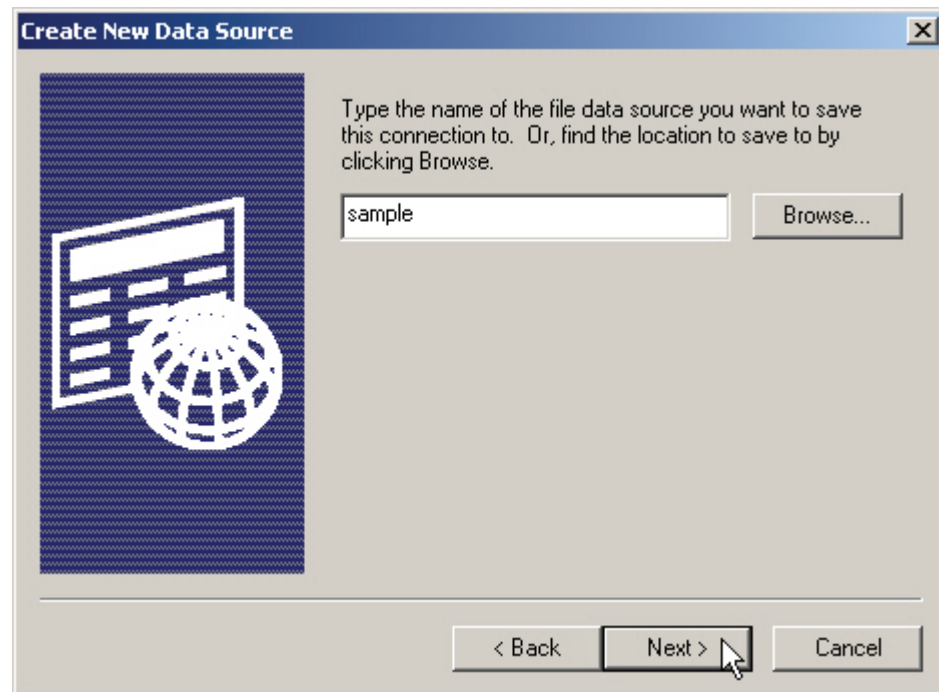 Create New Data Source
Type the name of the file data source you want to save
this connection to.  Or, find the location to save to by
clicking Browse.
sample
Browse...
< Back
Next >
Cancel